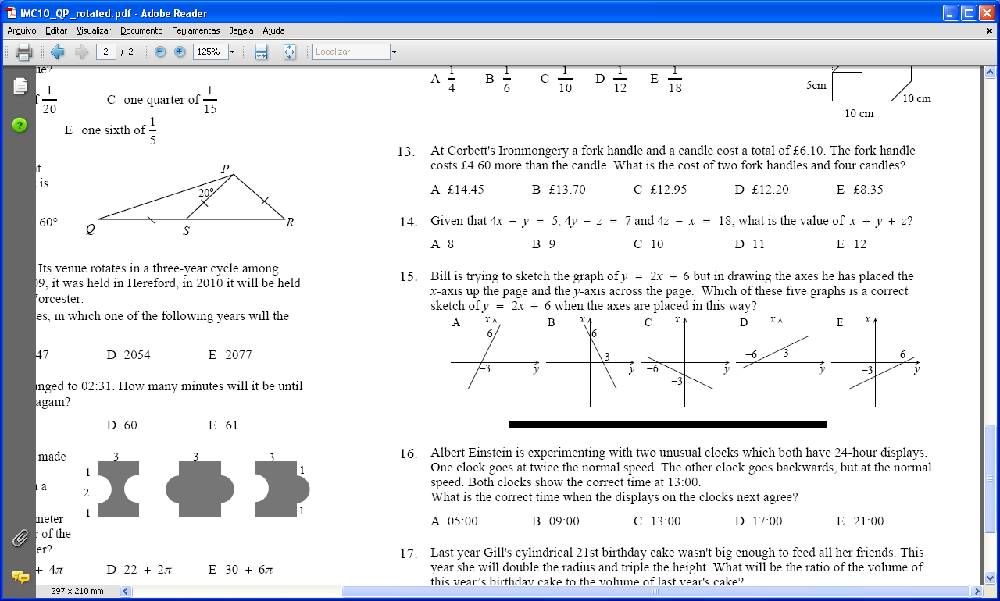 IMC10_QP_rotated.pdf - Adobe Reader
Arquivo Editar Visualizar Documento Ferramentas Janela Ajuda
2 / 2 125% Localizar
ue?
f 1/20 C one quarter of 1/15
E one sixth of 1/5
at
is
60°
P
20°
Q S R
Its venue rotates in a three-year cycle among
09, it was held in Hereford, in 2010 it will be held
Vorcester.
es, in which one of the following years will the
47 D 2054 E 2077
anged to 02:31. How many minutes will it be until
again?
D 60 E 61
made
a
meter
r of the
er?
3 3 3
1 1
2
1 1
+ 4π D 22 + 2π E 30 + 6π
A 1/4 B 1/6 C 1/10 D 1/12 E 1/18
5cm
10 cm
10 cm
13. At Corbett's Ironmongery a fork handle and a candle cost a total of £6.10. The fork handle
costs £4.60 more than the candle. What is the cost of two fork handles and four candles?
A £14.45 B £13.70 C £12.95 D £12.20 E £8.35
14. Given that 4x − y = 5, 4y − z = 7 and 4z − x = 18, what is the value of x + y + z?
A 8 B 9 C 10 D 11 E 12
15. Bill is trying to sketch the graph of y = 2x + 6 but in drawing the axes he has placed the
x-axis up the page and the y-axis across the page. Which of these five graphs is a correct
sketch of y = 2x + 6 when the axes are placed in this way?
A x 6 −3 y
B x 6 3 y
C x −6 −3 y
D x −6 3 y
E x 6 −3 y
16. Albert Einstein is experimenting with two unusual clocks which both have 24-hour displays.
One clock goes at twice the normal speed. The other clock goes backwards, but at the normal
speed. Both clocks show the correct time at 13:00.
What is the correct time when the displays on the clocks next agree?
A 05:00 B 09:00 C 13:00 D 17:00 E 21:00
17. Last year Gill's cylindrical 21st birthday cake wasn't big enough to feed all her friends. This
year she will double the radius and triple the height. What will be the ratio of the volume of
this year's birthday cake to the volume of last year's cake?
297 x 210 mm